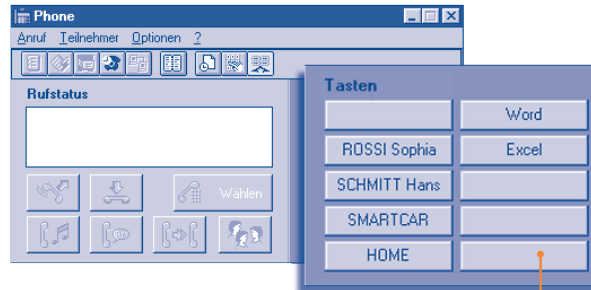 Phone
Anruf Teilnehmer Optionen ?
Rufstatus
Wählen
Tasten
Word
ROSSI Sophia Excel
SCHMITT Hans
SMARTCAR
HOME